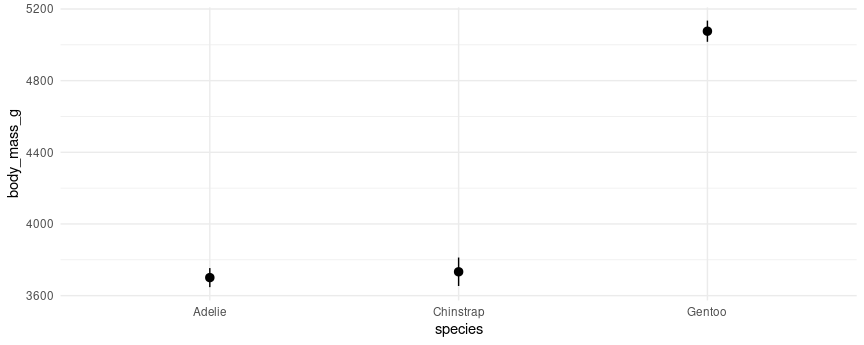 5200
4800
4400
4000
3600
body_mass_g
Adelie
Chinstrap
Gentoo
species